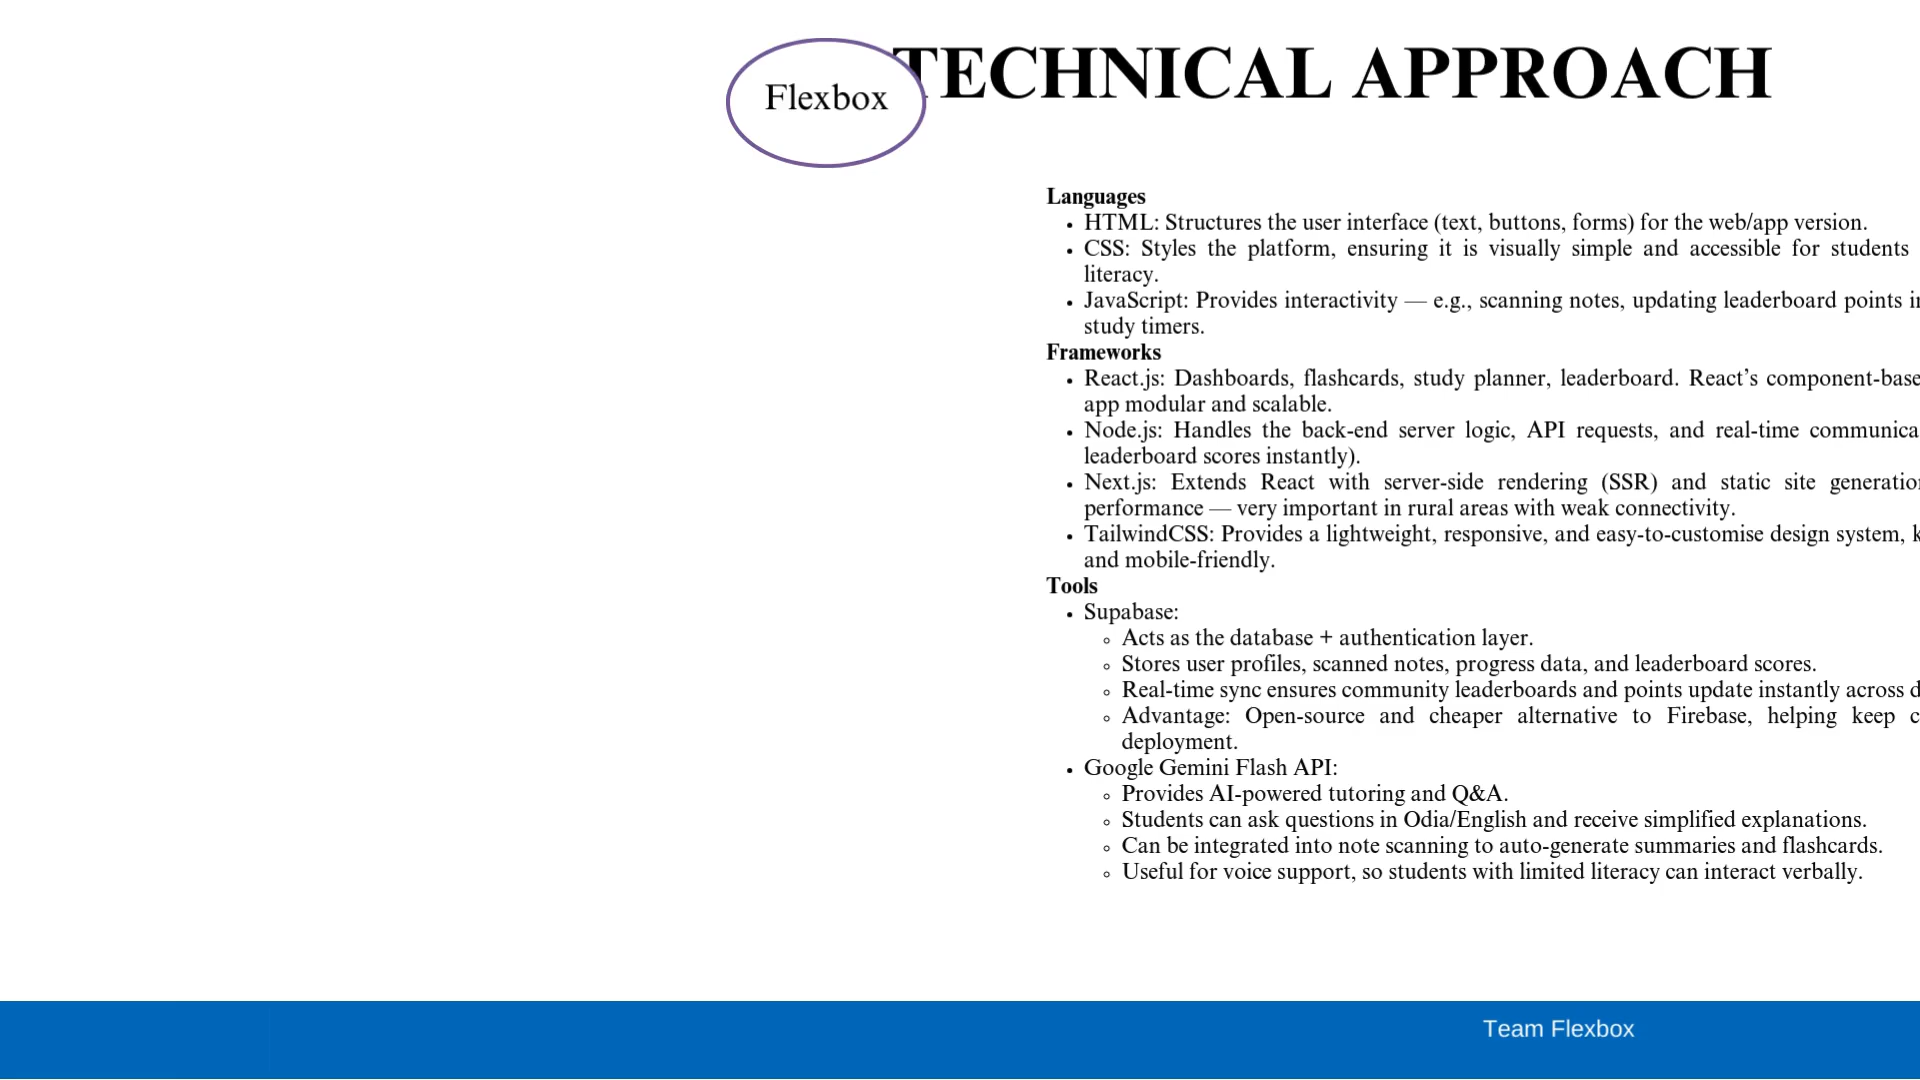 Flexbox
TECHNICAL APPROACH
Languages
• HTML: Structures the user interface (text, buttons, forms) for the web/app version.
• CSS: Styles the platform, ensuring it is visually simple and accessible for students
literacy.
• JavaScript: Provides interactivity — e.g., scanning notes, updating leaderboard points
study timers.
Frameworks
• React.js: Dashboards, flashcards, study planner, leaderboard. React’s component-base
app modular and scalable.
• Node.js: Handles the back-end server logic, API requests, and real-time communica
leaderboard scores instantly).
• Next.js: Extends React with server-side rendering (SSR) and static site generation
performance — very important in rural areas with weak connectivity.
• TailwindCSS: Provides a lightweight, responsive, and easy-to-customise design system,
and mobile-friendly.
Tools
• Supabase:
◦ Acts as the database + authentication layer.
◦ Stores user profiles, scanned notes, progress data, and leaderboard scores.
◦ Real-time sync ensures community leaderboards and points update instantly across
◦ Advantage: Open-source and cheaper alternative to Firebase, helping keep
deployment.
• Google Gemini Flash API:
◦ Provides AI-powered tutoring and Q&A.
◦ Students can ask questions in Odia/English and receive simplified explanations.
◦ Can be integrated into note scanning to auto-generate summaries and flashcards.
◦ Useful for voice support, so students with limited literacy can interact verbally.
Team Flexbox